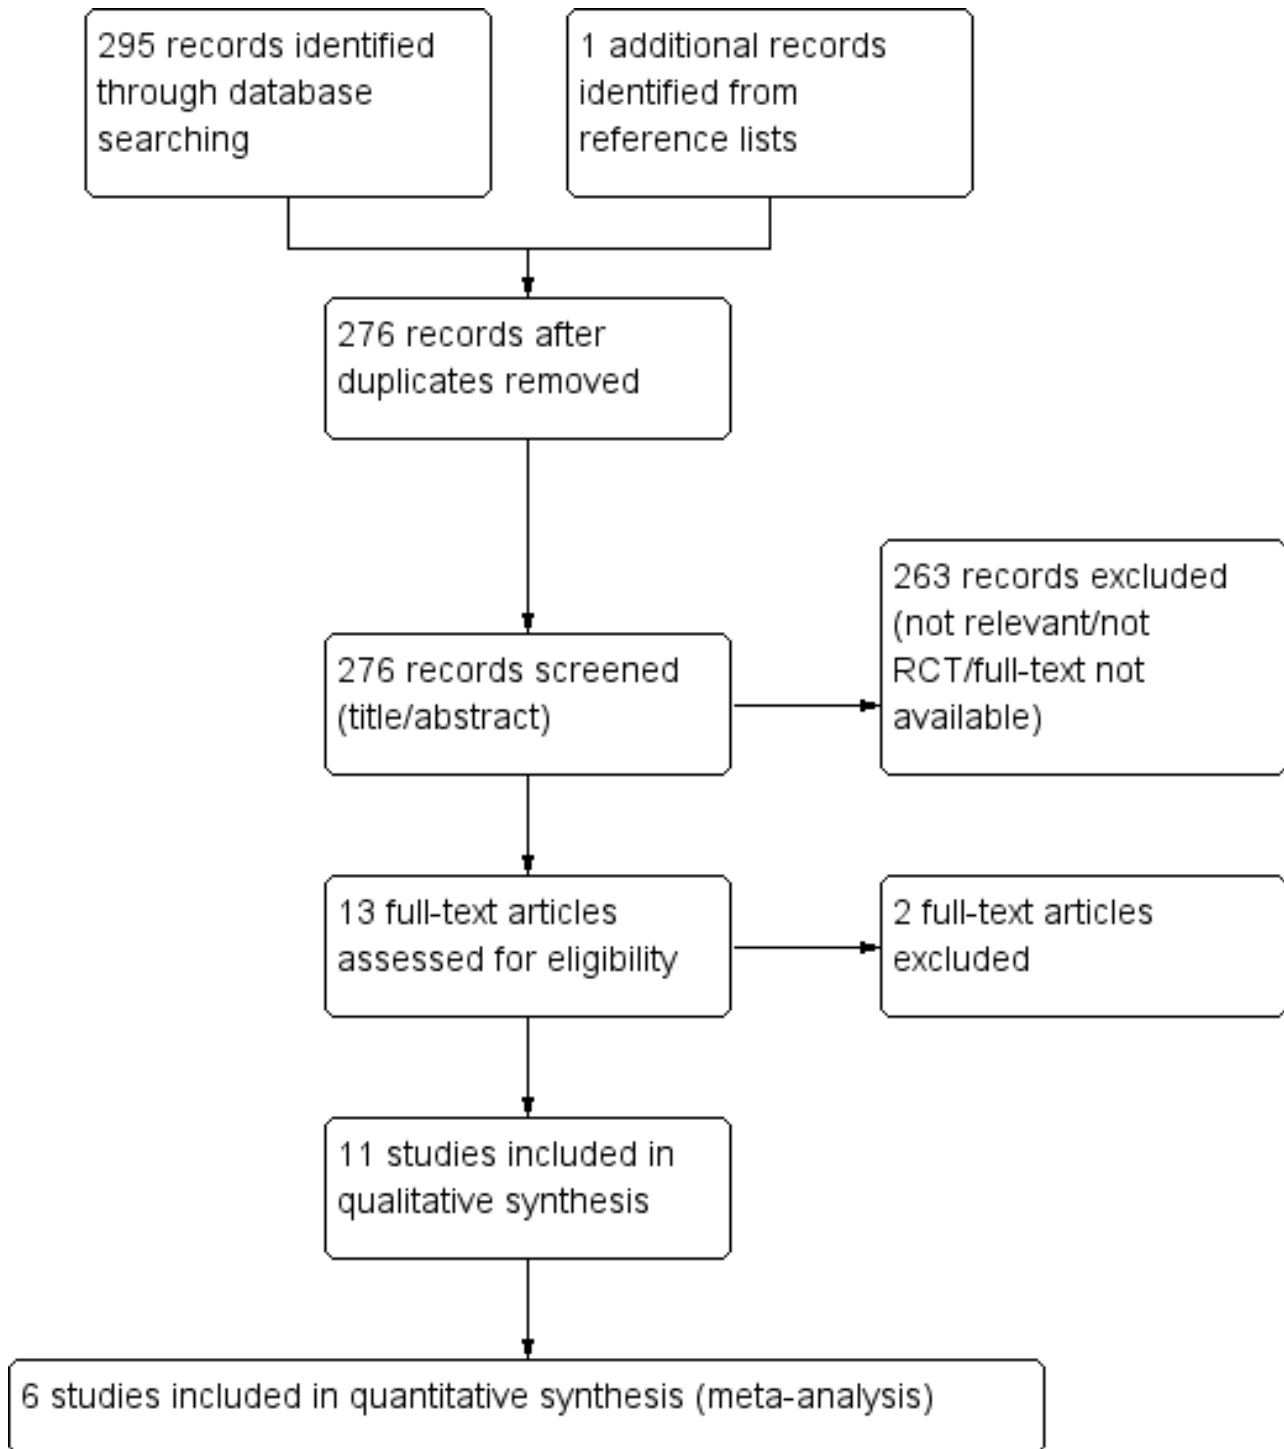 295 records identified
through database
searching
1 additional records
identified from
reference lists
276 records after
duplicates removed
276 records screened
(title/abstract)
263 records excluded
(not relevant/not
RCT/full-text not
available)
13 full-text articles
assessed for eligibility
2 full-text articles
excluded
11 studies included in
qualitative synthesis
6 studies included in quantitative synthesis (meta-analysis)